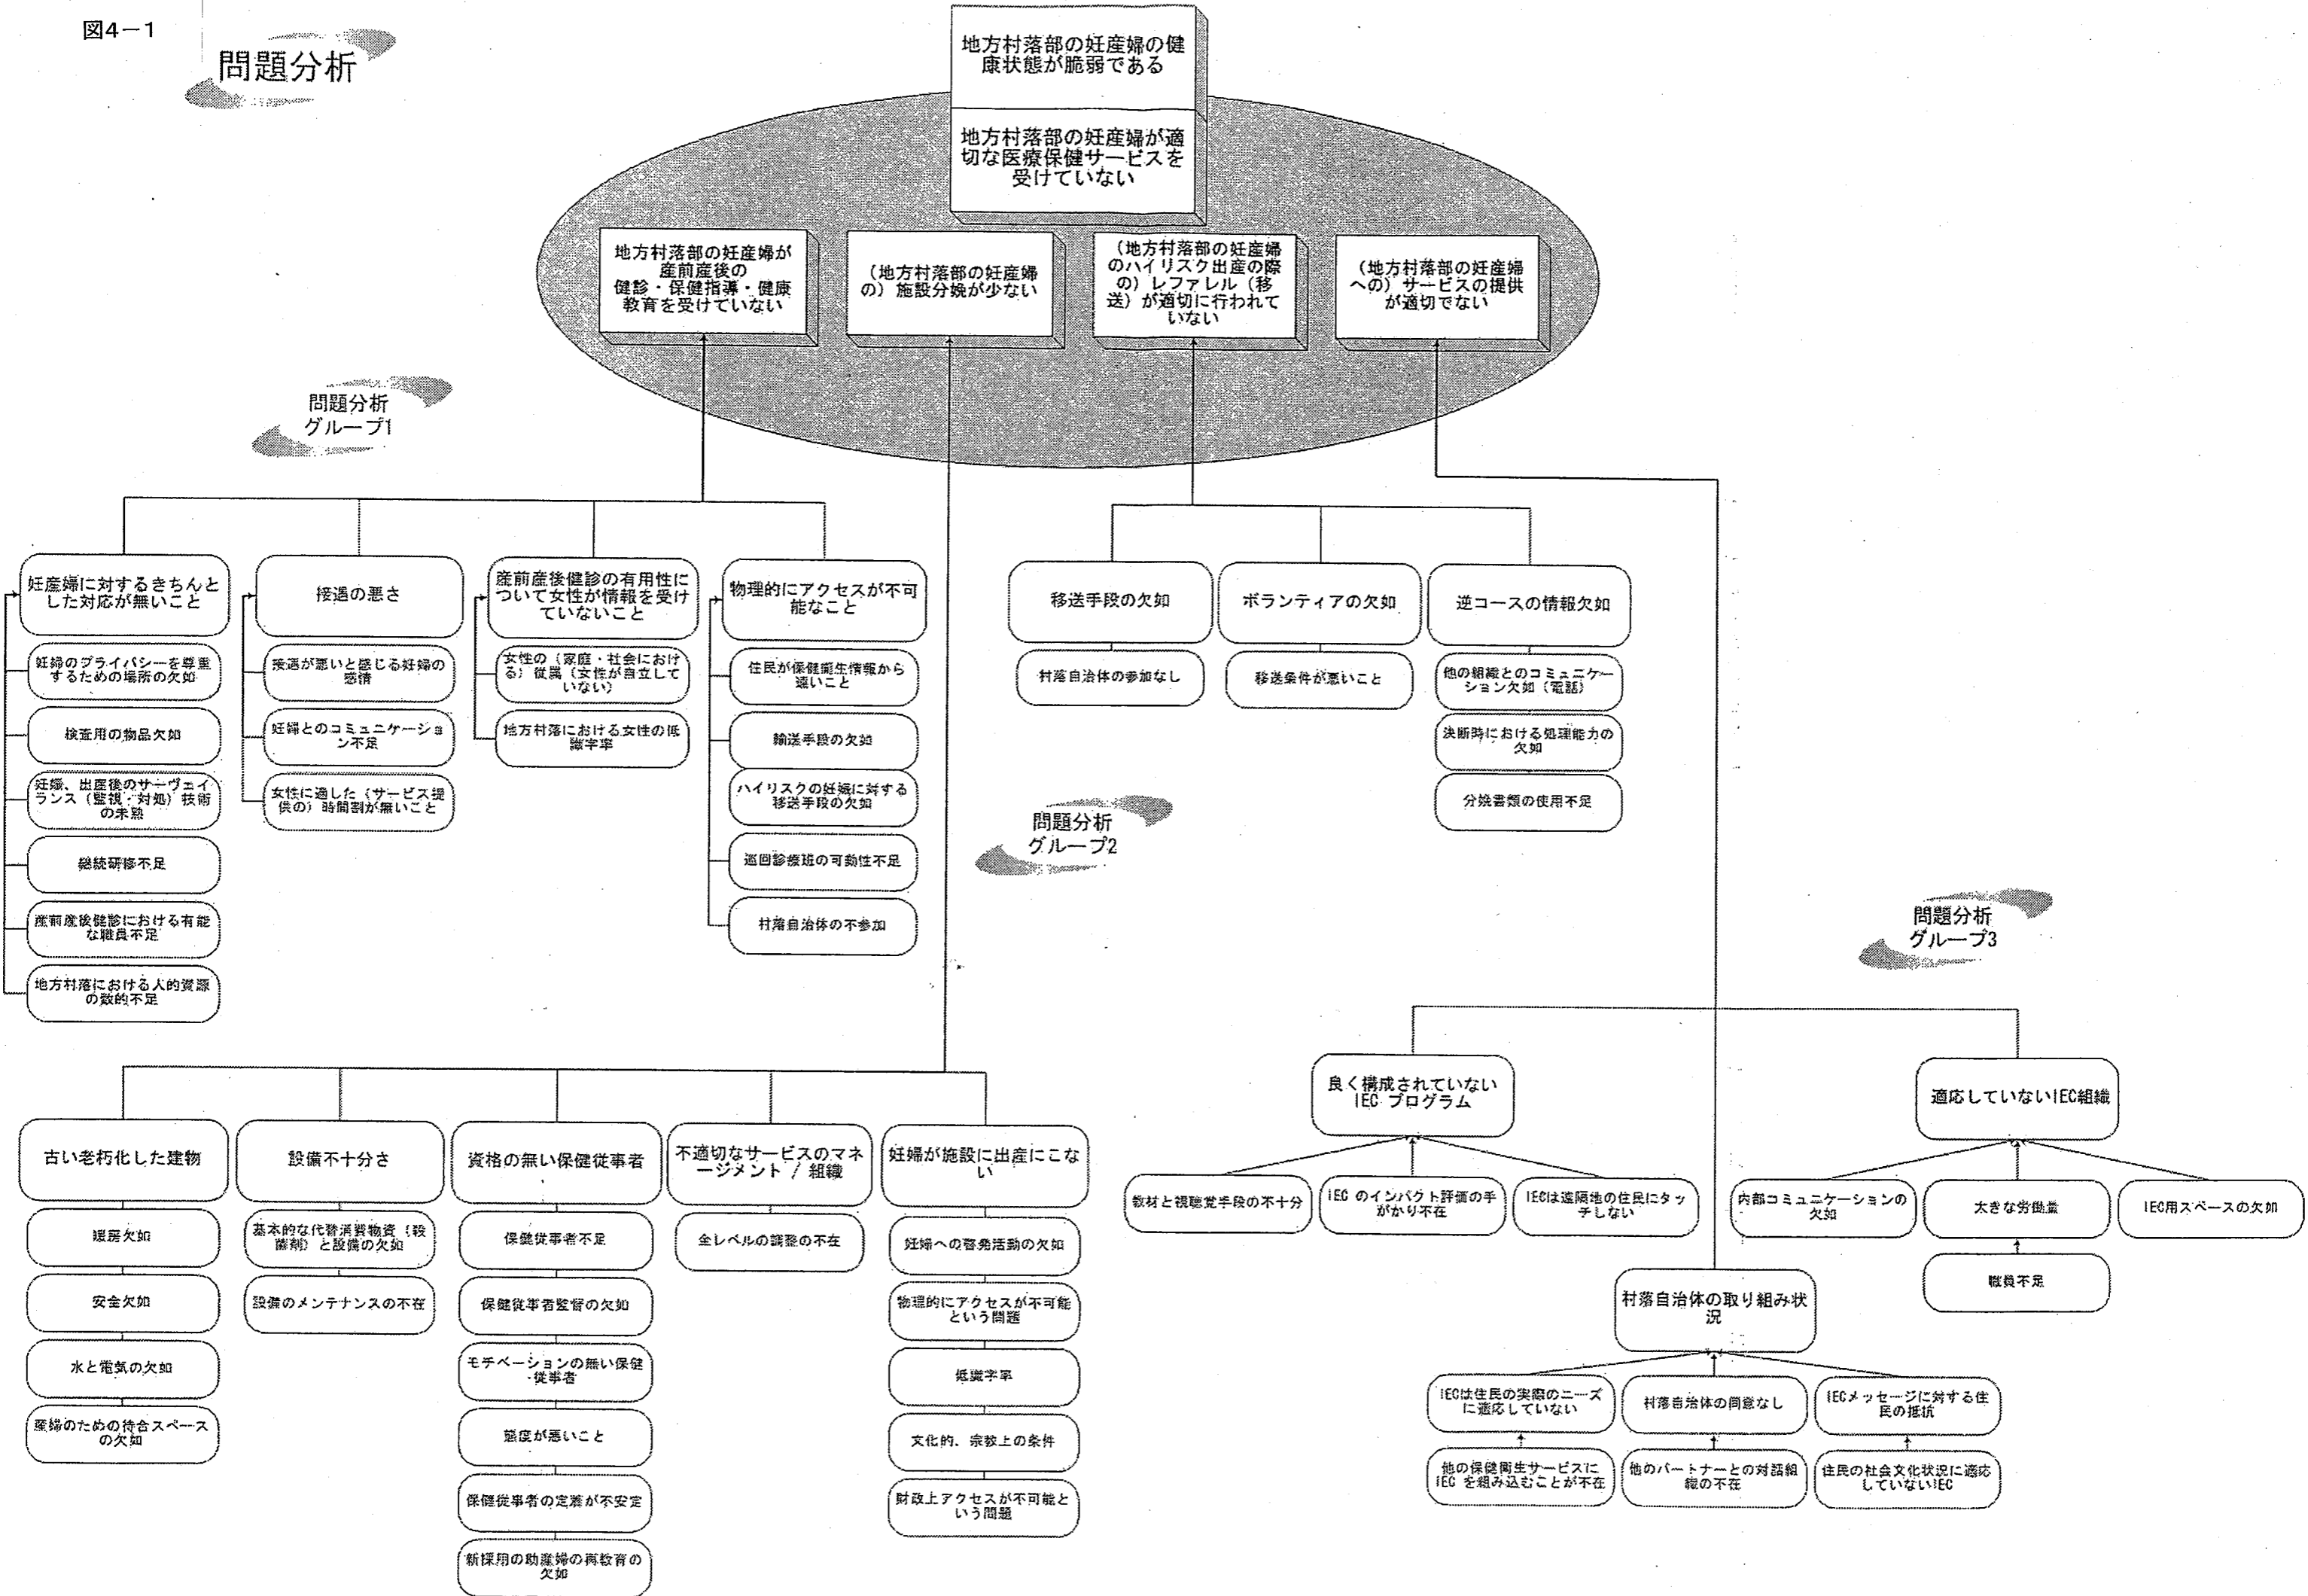 図4－1
問題分析
地方村落部の妊産婦の健
康状態が脆弱である
地方村落部の妊産婦が適
切な医療保健サービスを
受けていない
地方村落部の妊産婦が
産前産後の
健診・保健指導・健康
教育を受けていない
（地方村落部の妊産婦
の）施設分娩が少ない
（地方村落部の妊産婦
のハイリスク出産の際
の）レファレル（移
送）が適切に行われて
いない
（地方村落部の妊産婦
への）サービスの提供
が適切でない
問題分析
グループ1
妊産婦に対するきちんと
した対応が無いこと
妊婦のプライバシーを尊重
するための場所の欠如
検査用の物品欠如
妊娠、出産後のサーヴェイ
ランス（監視・対処）技術
の未熟
継続研修不足
産前産後健診における有能
な職員不足
地方村落における人的資源
の数的不足
接遇の悪さ
接遇が悪いと感じる妊婦の
感情
妊婦とのコミュニケーショ
ン不足
女性に適した（サービス提
供の）時間割が無いこと
産前産後健診の有用性に
ついて女性が情報を受け
ていないこと
女性の（家庭・社会におけ
る）従属（女性が自立して
いない）
地方村落における女性の低
識字率
物理的にアクセスが不可
能なこと
住民が保健衛生情報から
遠いこと
輸送手段の欠如
ハイリスクの妊娠に対する
移送手段の欠如
巡回診療班の可動性不足
村落自治体の不参加
移送手段の欠如
村落自治体の参加なし
ボランティアの欠如
移送条件が悪いこと
逆コースの情報欠如
他の組織とのコミュニケー
ション欠如（電話）
決断時における処理能力の
欠如
分娩書類の使用不足
問題分析
グループ2
問題分析
グループ3
古い老朽化した建物
暖房欠如
安全欠如
水と電気の欠如
産婦のための待合スペース
の欠如
設備不十分さ
基本的な代替消費物資（殺
菌剤）と設備の欠如
設備のメンテナンスの不在
資格の無い保健従事者
保健従事者不足
保健従事者監督の欠如
モチベーションの無い保健
従事者
態度が悪いこと
保健従事者の定着が不安定
新採用の助産婦の再教育の
欠如
不適切なサービスのマネ
ージメント / 組織
全レベルの調整の不在
妊婦が施設に出産にこな
い
妊婦への啓発活動の欠如
物理的にアクセスが不可能
という問題
低識字率
文化的、宗教上の条件
財政上アクセスが不可能と
いう問題
良く構成されていない
IEC プログラム
教材と視聴覚手段の不十分
IEC のインパクト評価の手
がかり不在
IECは遠隔地の住民にタッ
チしない
適応していないIEC組織
内部コミュニケーションの
欠如
大きな労働量
職員不足
IEC用スペースの欠如
村落自治体の取り組み状
況
IECは住民の実際のニーズ
に適応していない
他の保健衛生サービスに
IEC を組み込むことが不在
村落自治体の同意なし
他のパートナーとの対話組
織の不在
IECメッセージに対する住
民の抵抗
住民の社会文化状況に適応
していないIEC